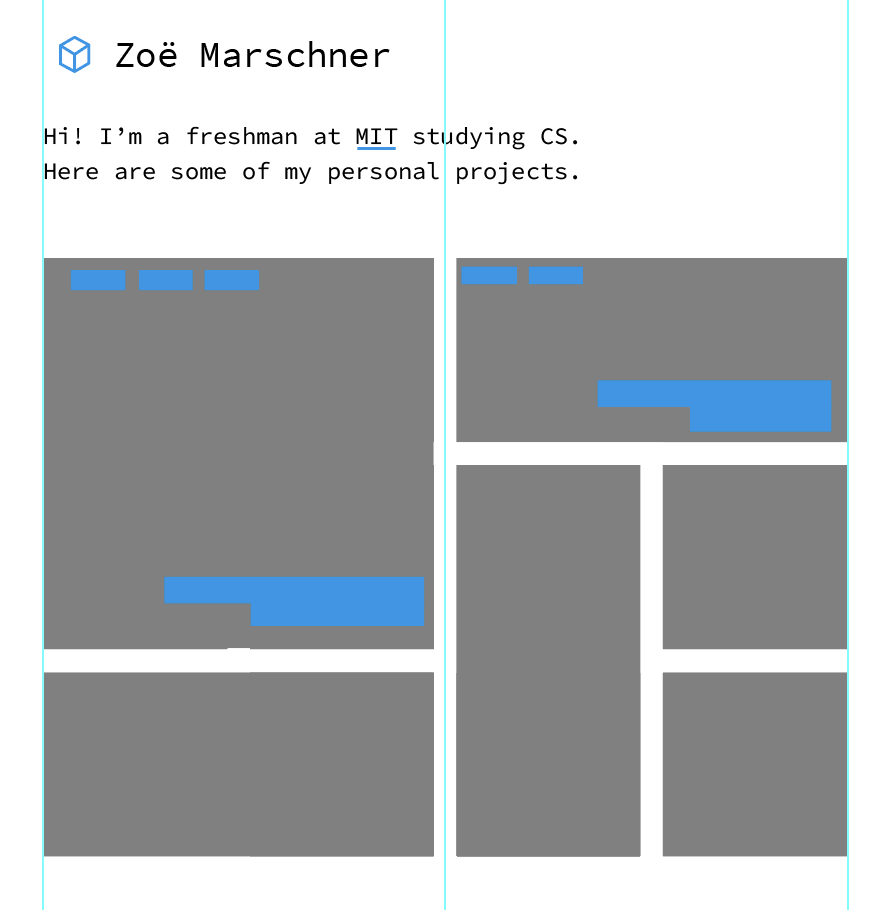 Zoë Marschner
Hi! I’m a freshman at MIT studying CS.
Here are some of my personal projects.